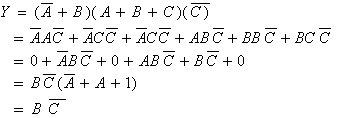 Y = (A̅ + B)(A + B + C)(C̅)
= A̅AC̅ + A̅CC̅ + A̅CC̅ + ABC̅ + BBC̅ + BCC̅
= 0 + A̅BC̅ + 0 + ABC̅ + BC̅ + 0
= BC̅(A̅ + A + 1)
= B C̅